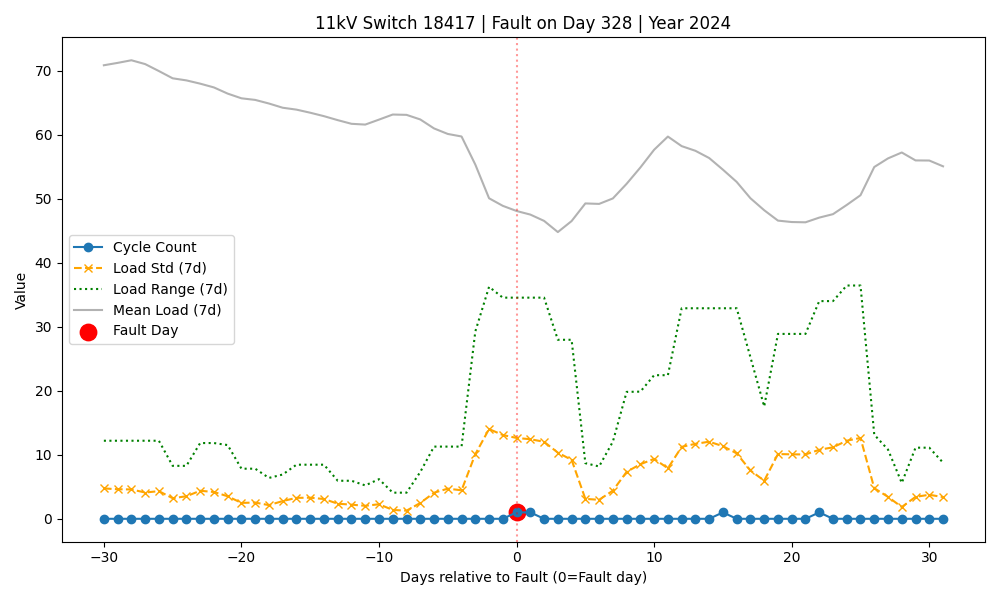 11kV Switch 18417 | Fault on Day 328 | Year 2024
70
60
50
40
30
20
10
0
Value
Cycle Count
Load Std (7d)
Load Range (7d)
Mean Load (7d)
Fault Day
−30
−20
−10
0
10
20
30
Days relative to Fault (0=Fault day)